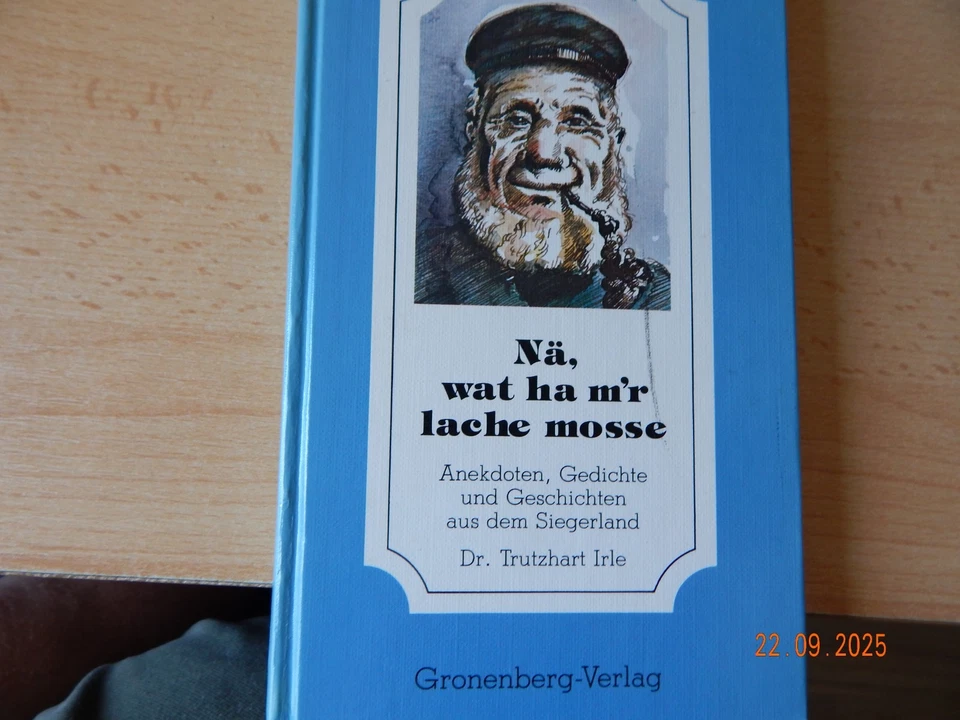 Nä,
wat ha m'r
lache mosse
Anekdoten, Gedichte
und Geschichten
aus dem Siegerland
Dr. Trutzhart Irle
Gronenberg-Verlag
22.09.2025